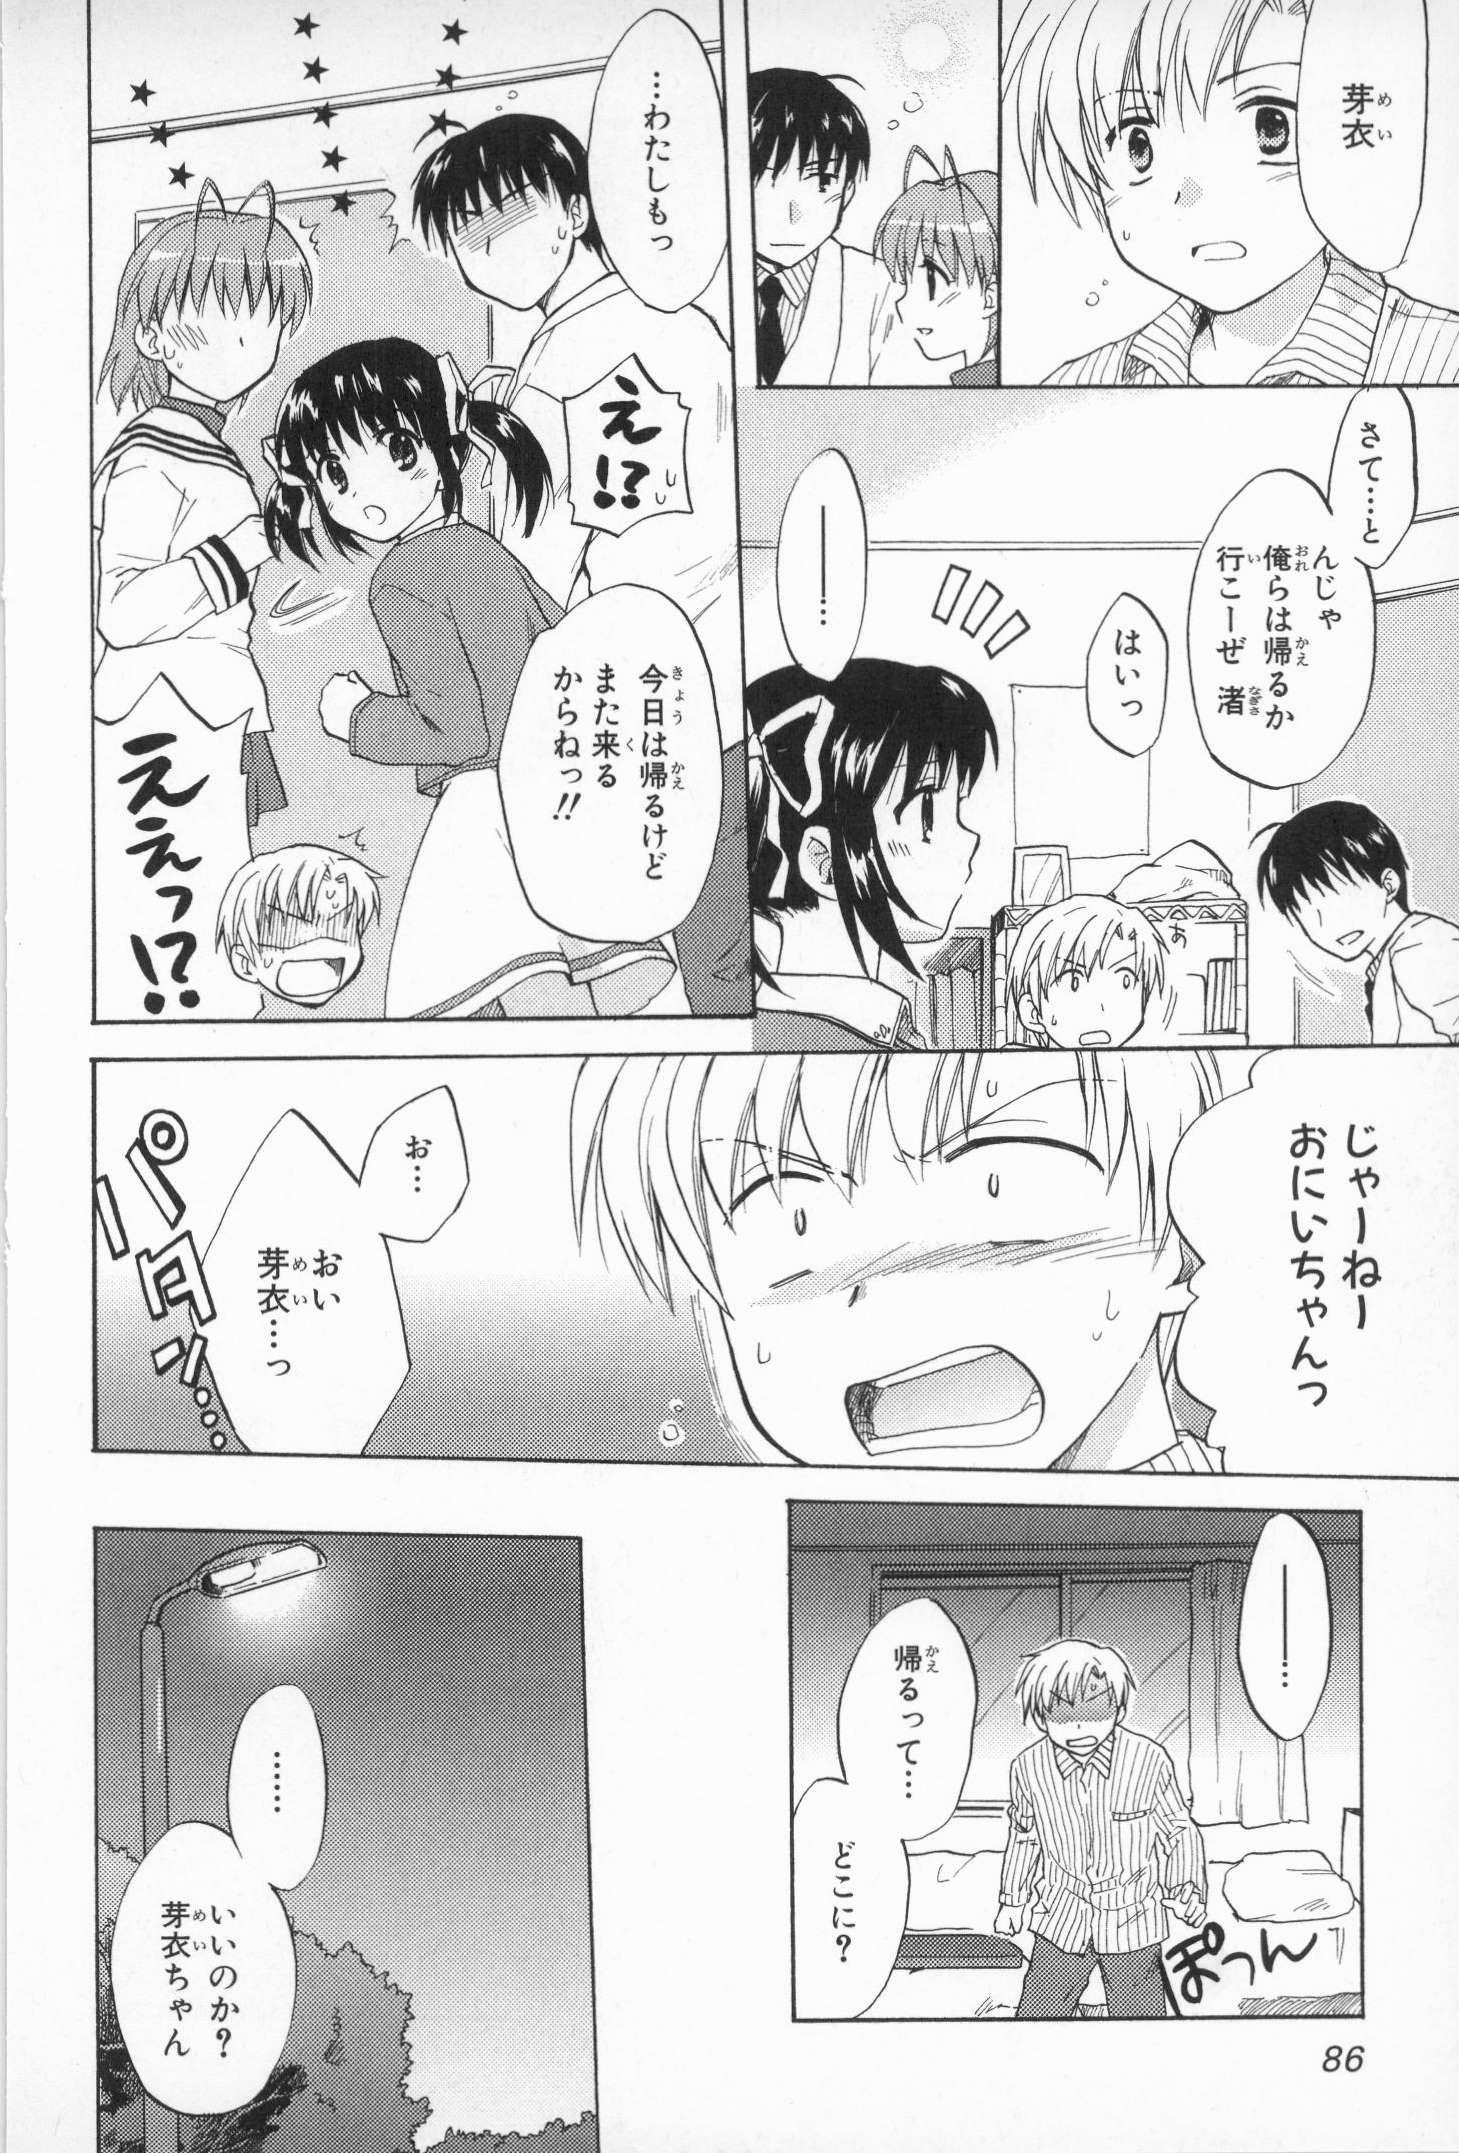 芽衣
さて…と
んじゃ
俺らは帰るか
行こーぜ 渚
はいっ
あ
――…
…わたしもっ
え!?
今日は帰るけど
また来る
からねっ!!
ええっ!?
じゃーねー
おにいちゃんっ
お…
おい
芽衣…っ
パタン…
――…
帰るって…
どこに?
ぽつん
……
いいのか?
芽衣ちゃん
86